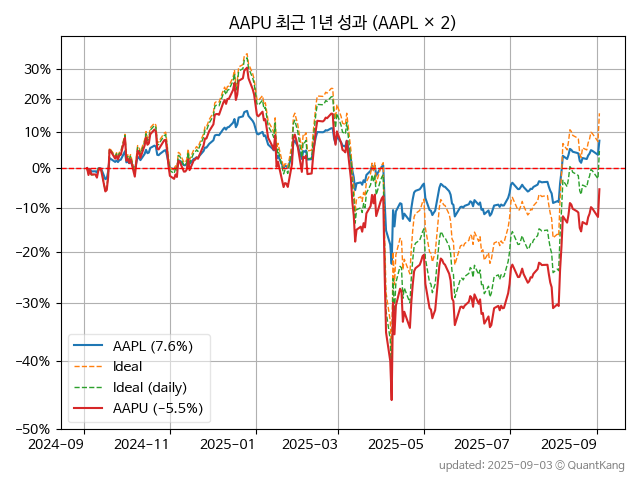 AAPU 최근 1년 성과 (AAPL × 2)
30%
20%
10%
0%
−10%
−20%
−30%
−40%
−50%
AAPL (7.6%)
Ideal
Ideal (daily)
AAPU (−5.5%)
2024-09 2024-11 2025-01 2025-03 2025-05 2025-07 2025-09
updated: 2025-09-03 ⓒ QuantKang